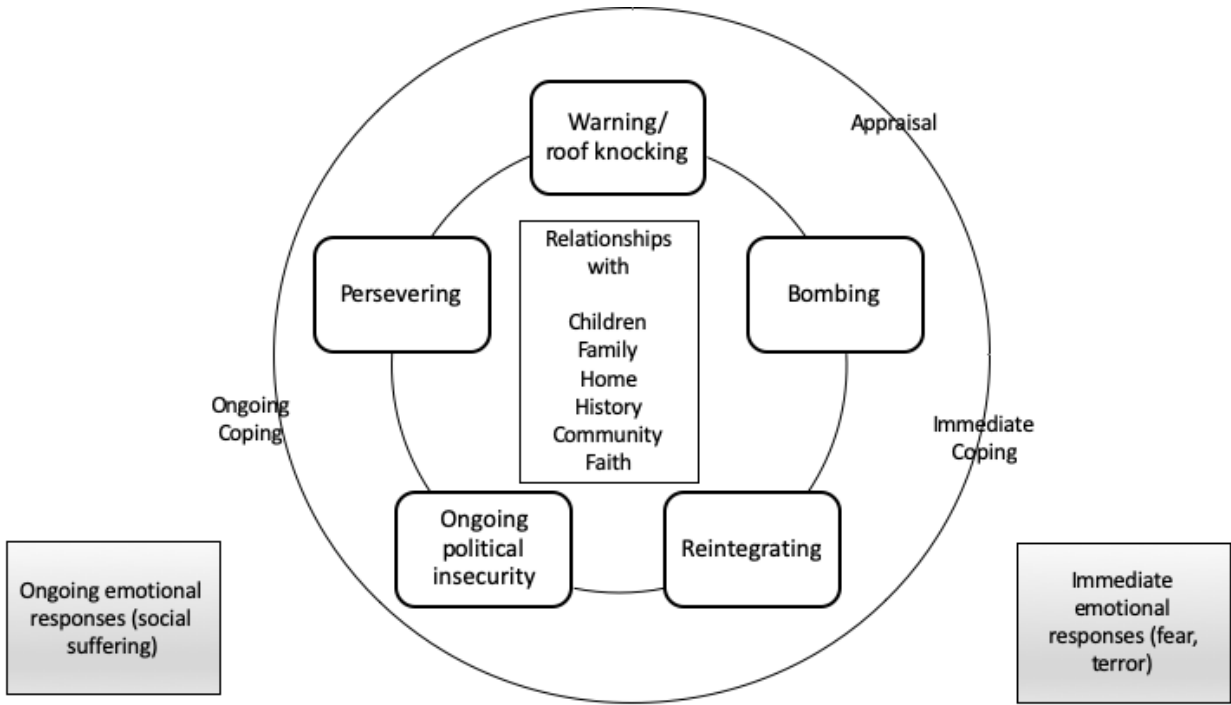 Warning/
roof knocking
Appraisal
Persevering
Relationships
with
Children
Family
Home
History
Community
Faith
Bombing
Ongoing
Coping
Immediate
Coping
Ongoing
political
insecurity
Reintegrating
Ongoing emotional
responses (social
suffering)
Immediate
emotional
responses (fear,
terror)